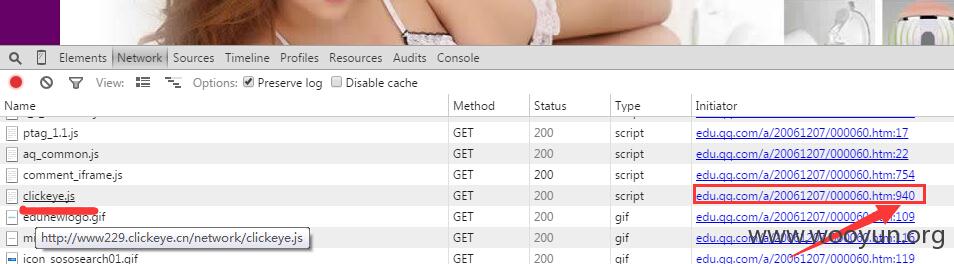 Elements Network Sources Timeline Profiles Resources Audits Console
View: Options: Preserve log Disable cache
Name Method Status Type Initiator
ptag_1.1.js GET 200 script edu.qq.com/a/20061207/000060.htm:17
aq_common.js GET 200 script edu.qq.com/a/20061207/000060.htm:22
comment_iframe.js GET 200 script edu.qq.com/a/20061207/000060.htm:754
clickeye.js GET 200 script edu.qq.com/a/20061207/000060.htm:940
edunewlogo.gif GET 200 gif edu.qq.com/a/20061207/000060.htm:109
http://www229.clickeye.cn/network/clickeye.js GET 200 gif edu.qq.com/a/20061207/000060.htm:116
www.wooyun.org
icon_sososearch01.gif GET 200 gif edu.qq.com/a/20061207/000060.htm:119